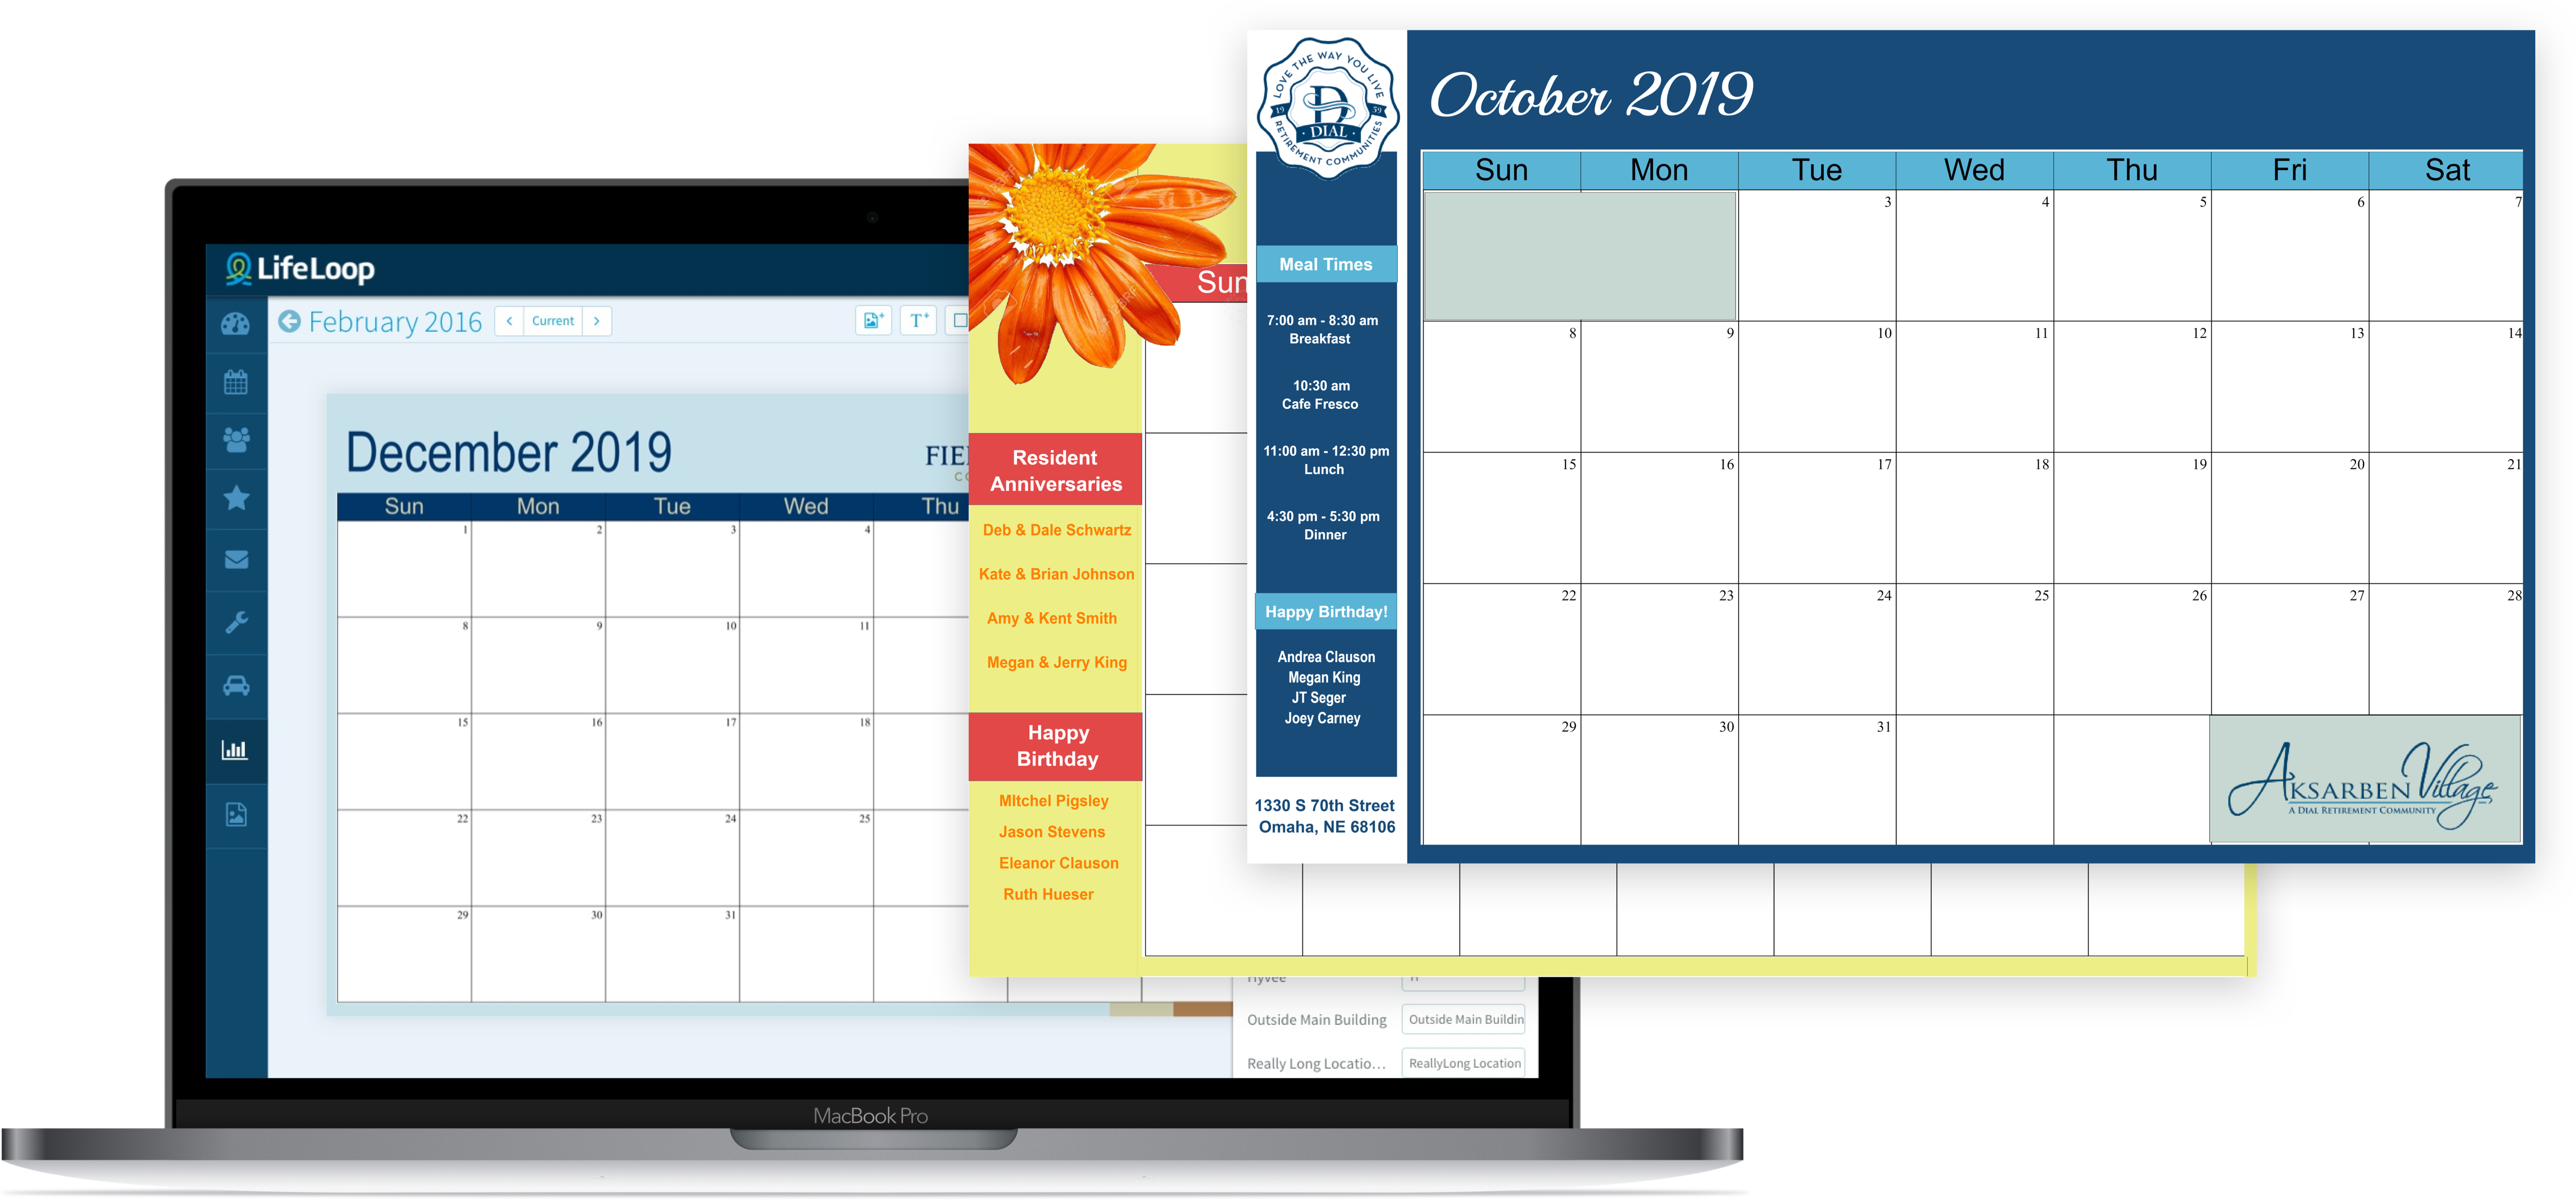 LifeLoop
February 2016
Current
T+
December 2019
FIE
Sun Mon Tue Wed Thu
1 2 3 4
8 9 10 11
15 16 17 18
22 23 24 25
29 30 31
Outside Main Building
Outside Main Buildin
Really Long Locatio...
ReallyLong Location
MacBook Pro
Sun
Resident
Anniversaries
Deb & Dale Schwartz
Kate & Brian Johnson
Amy & Kent Smith
Megan & Jerry King
Happy
Birthday
MItchel Pigsley
Jason Stevens
Eleanor Clauson
Ruth Hueser
LOVE THE WAY YOU LIVE
19 59
D
DIAL
RETIREMENT COMMUNITIES
Meal Times
7:00 am - 8:30 am
Breakfast
10:30 am
Cafe Fresco
11:00 am - 12:30 pm
Lunch
4:30 pm - 5:30 pm
Dinner
Happy Birthday!
Andrea Clauson
Megan King
JT Seger
Joey Carney
1330 S 70th Street
Omaha, NE 68106
October 2019
Sun Mon Tue Wed Thu Fri Sat
3 4 5 6 7
8 9 10 11 12 13 14
15 16 17 18 19 20 21
22 23 24 25 26 27 28
29 30 31
AKSARBEN Village
A DIAL RETIREMENT COMMUNITY